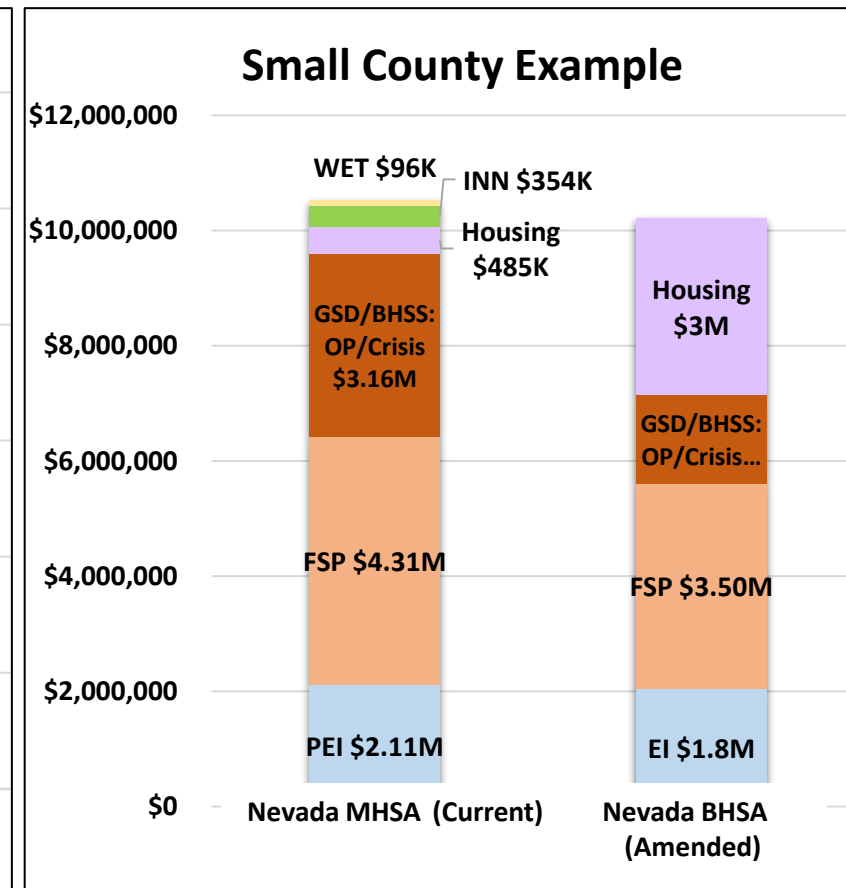 Small County Example
$12,000,000
$10,000,000
$8,000,000
$6,000,000
$4,000,000
$2,000,000
$0
WET $96K
INN $354K
Housing
$485K
GSD/BHSS:
OP/Crisis
$3.16M
FSP $4.31M
PEI $2.11M
Housing
$3M
GSD/BHSS:
OP/Crisis...
FSP $3.50M
EI $1.8M
Nevada MHSA (Current)
Nevada BHSA
(Amended)